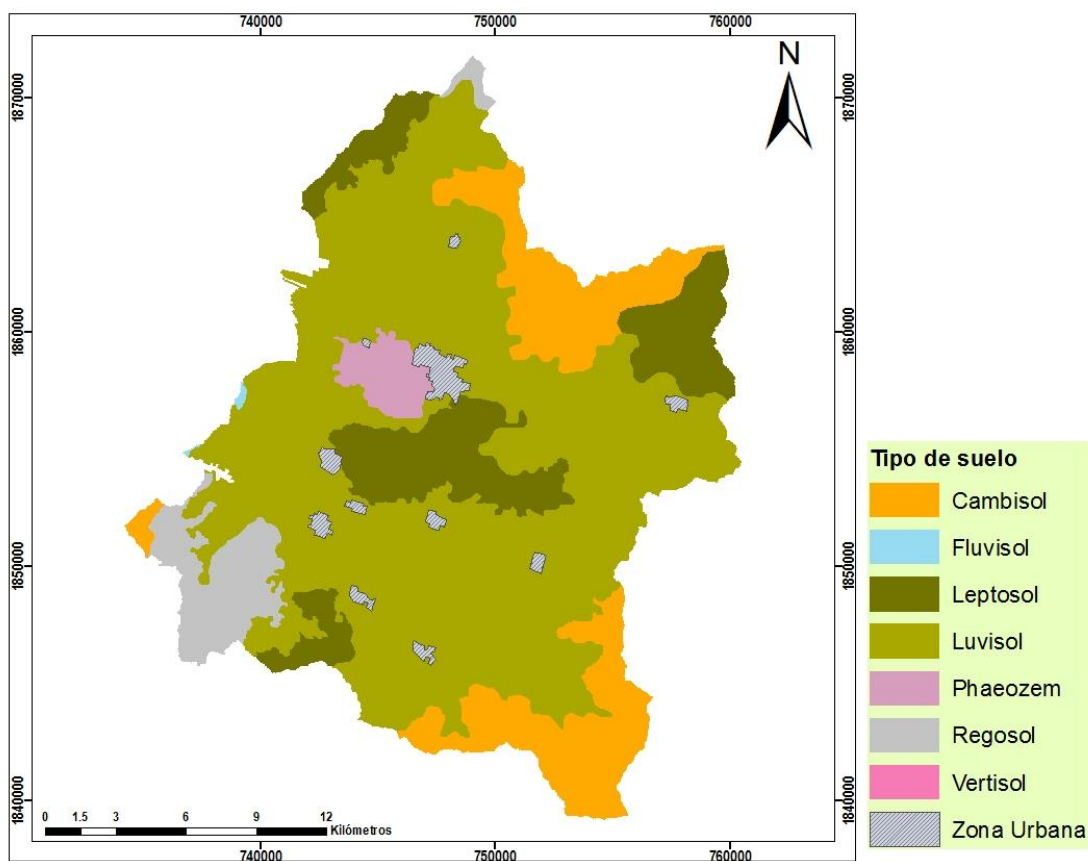 740000 750000 760000
N
1870000 1870000
1860000 1860000
1850000 1850000
1840000 1840000
0 1.5 3 6 9 12
Kilómetros
740000 750000 760000
Tipo de suelo
Cambisol
Fluvisol
Leptosol
Luvisol
Phaeozem
Regosol
Vertisol
Zona Urbana